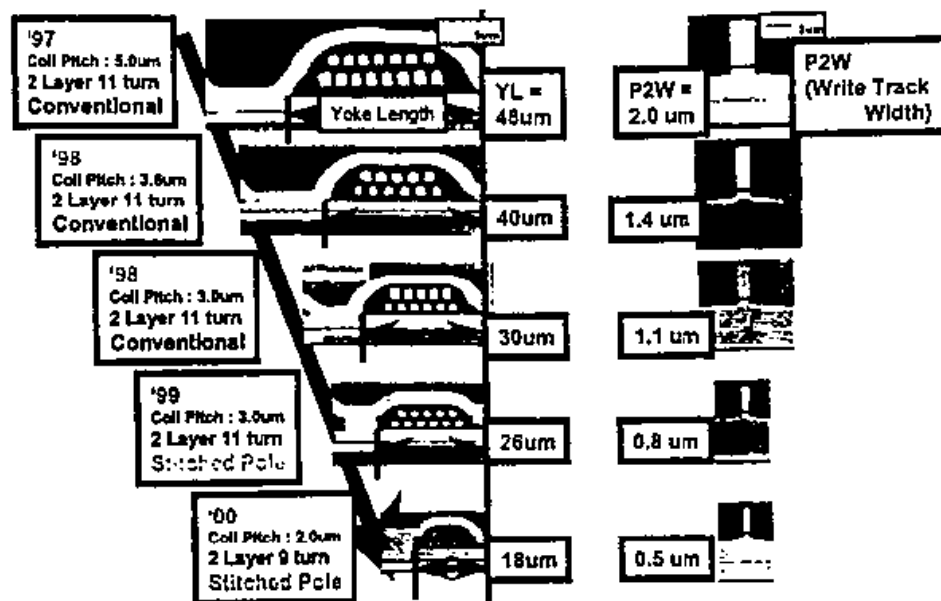 '97
Coil Pitch : 5.0um
2 Layer 11 turn
Conventional
Yoke Length
YL =
48um
P2W =
2.0 um
P2W
(Write Track
Width)
'98
Coil Pitch : 3.6um
2 Layer 11 turn
Conventional
40um
1.4 um
'98
Coil Pitch : 3.0um
2 Layer 11 turn
Conventional
30um
1.1 um
'99
Coil Pitch : 3.0um
2 Layer 11 turn
Stitched Pole
26um
0.8 um
'00
Coil Pitch : 2.0um
2 Layer 9 turn
Stitched Pole
18um
0.5 um